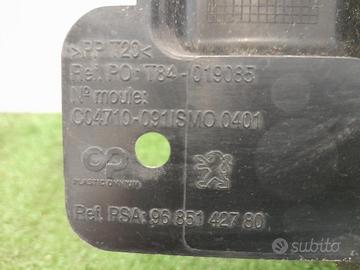 >PP T20<
Ref. PO: T84 - 019085
Nº moule:
C04710-091ISMO 0401
PLASTIC OMNIUM
Ref. PSA: 96 851 427 80
subito